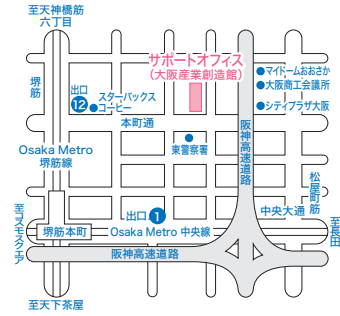 至天神橋筋
六丁目
堺筋
出口
12
スターバックス
コーヒー
サポートオフィス
(大阪産業創造館)
マイドームおおさか
大阪商工会議所
シティプラザ大阪
本町通
東警察署
阪神高速道路
Osaka Metro
堺筋線
松屋町筋
出口 1
中央大通
至コスモスクエア
堺筋本町
Osaka Metro 中央線
至長田
阪神高速道路
至天下茶屋